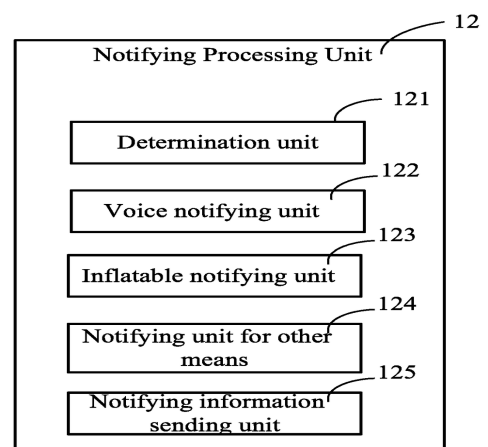 12
Notifying Processing Unit
121
Determination unit
122
Voice notifying unit
123
Inflatable notifying unit
124
Notifying unit for other
means
125
Notifying information
sending unit